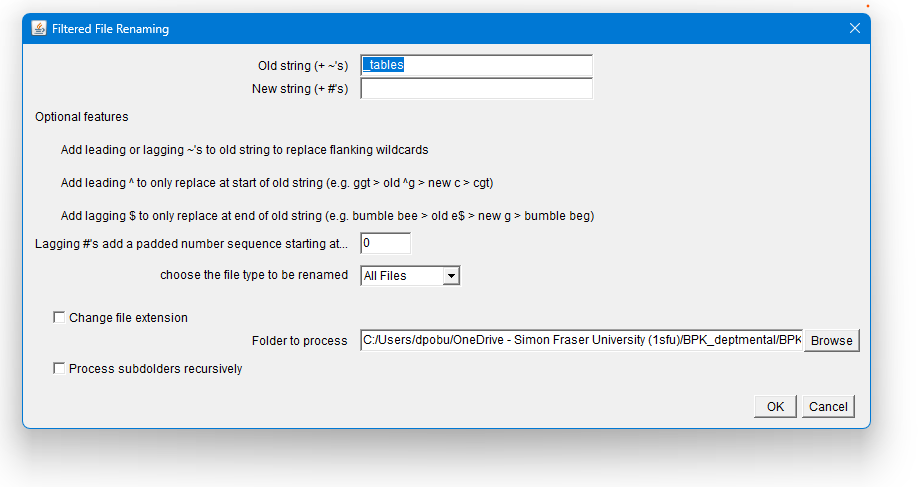 Filtered File Renaming
Old string (+ ~'s) _tables
New string (+ #'s)
Optional features
Add leading or lagging ~'s to old string to replace flanking wildcards
Add leading ^ to only replace at start of old string (e.g. ggt > old ^g > new c > cgt)
Add lagging $ to only replace at end of old string (e.g. bumble bee > old e$ > new g > bumble beg)
Lagging #'s add a padded number sequence starting at... 0
choose the file type to be renamed All Files
Change file extension
Folder to process C:/Users/dpobu/OneDrive - Simon Fraser University (1sfu)/BPK_deptmental/BPK Browse
Process subdolders recursively
OK Cancel